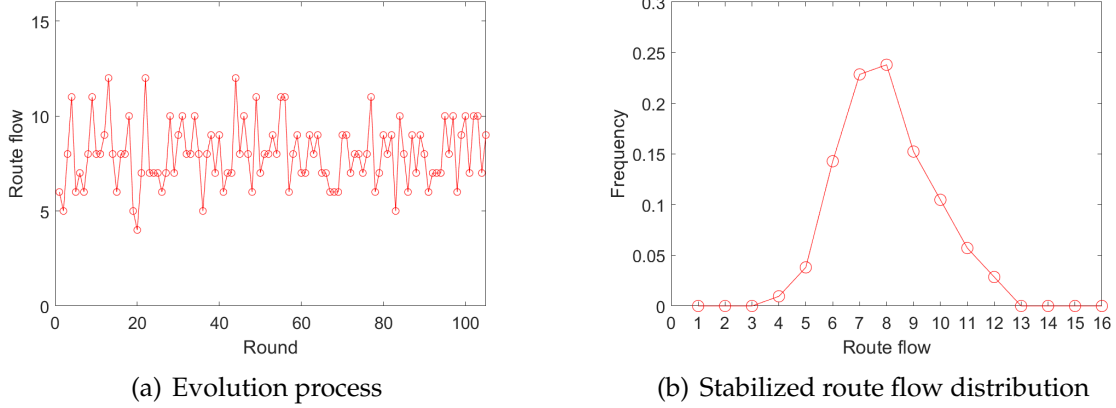 15
10
5
0
Route flow
0 20 40 60 80 100
Round
(a) Evolution process
0.3
0.25
0.2
0.15
0.1
0.05
0
Frequency
0 1 2 3 4 5 6 7 8 9 10 11 12 13 14 15 16
Route flow
(b) Stabilized route flow distribution